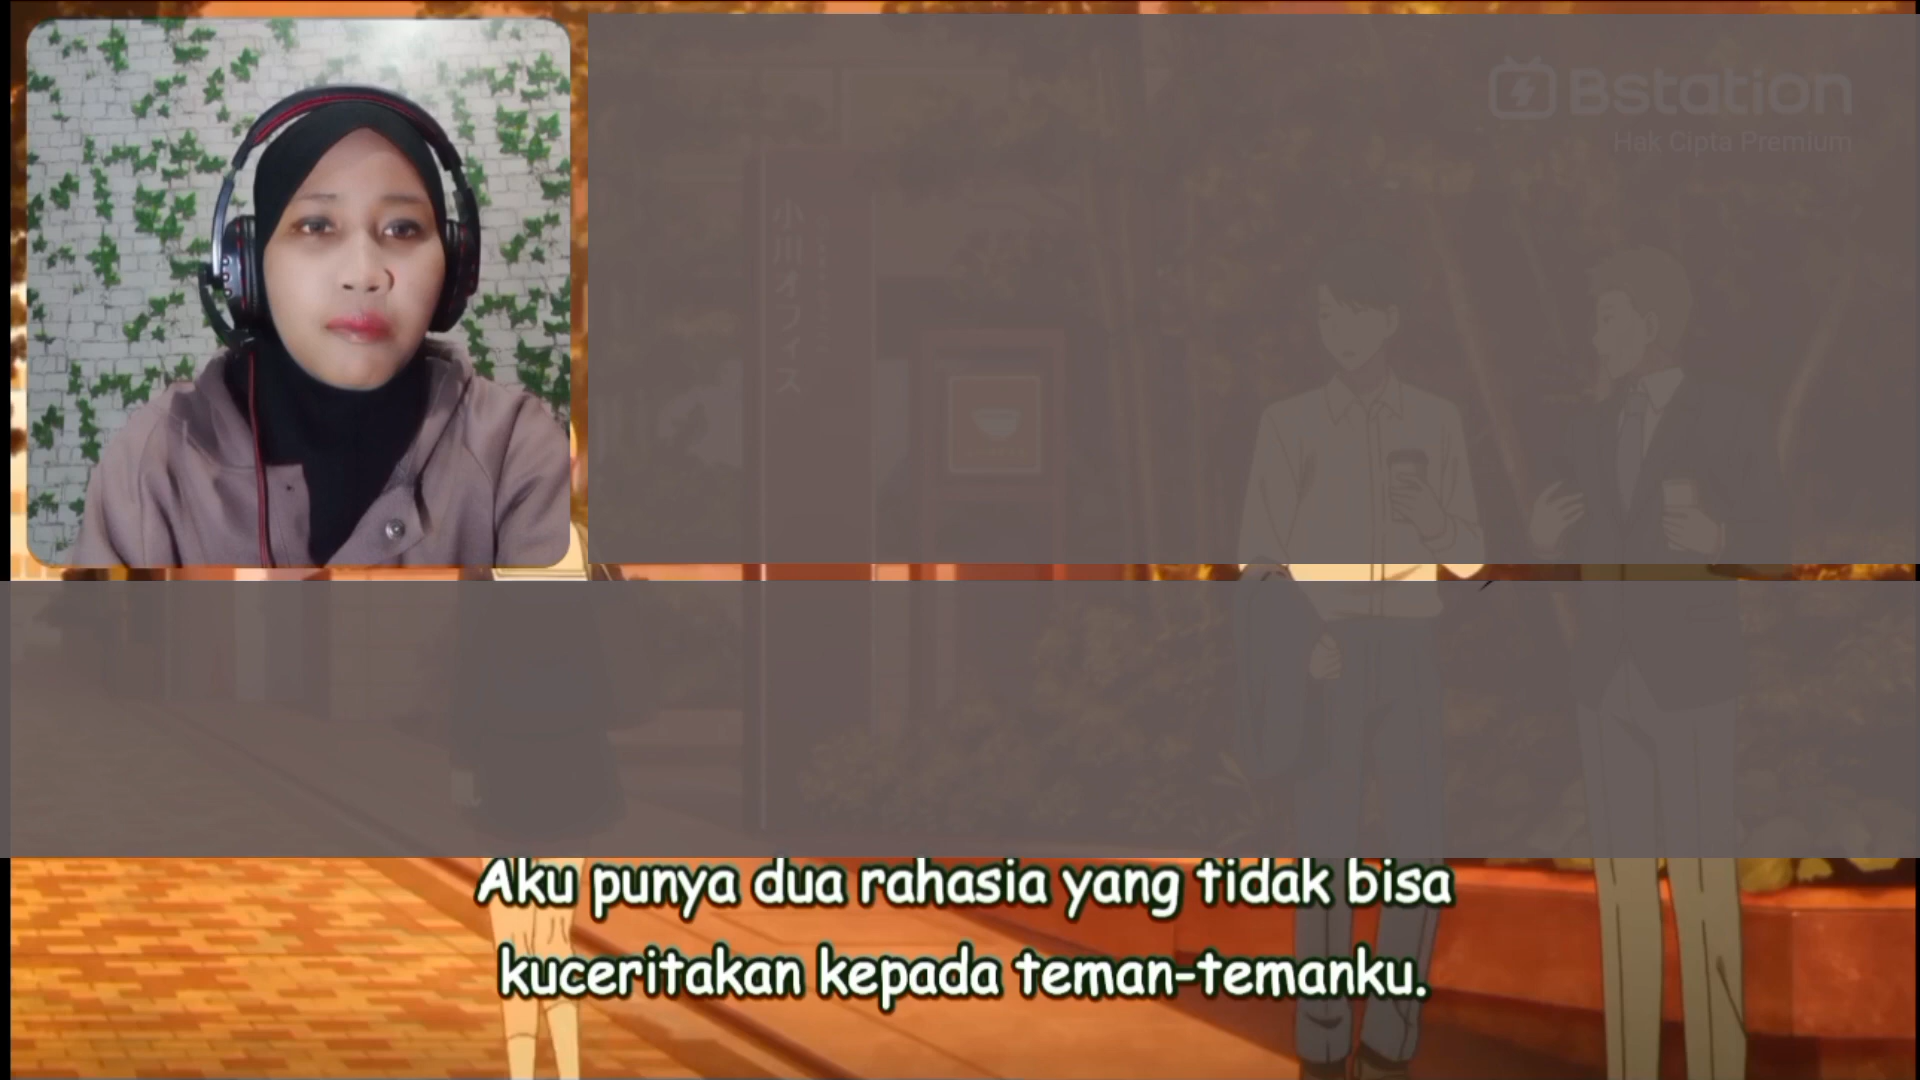 Bstation
Hak Cipta Premium
小川オフィス
Aku punya dua rahasia yang tidak bisa
kuceritakan kepada teman-temanku.